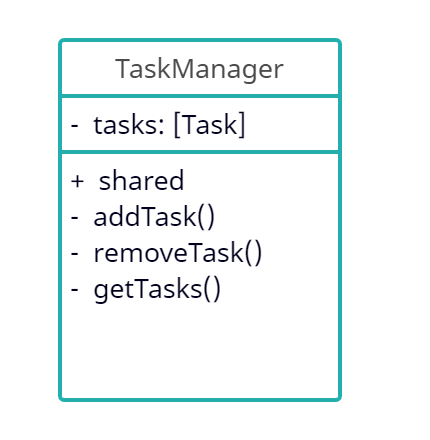 TaskManager
- tasks: [Task]
+ shared
- addTask()
- removeTask()
- getTasks()